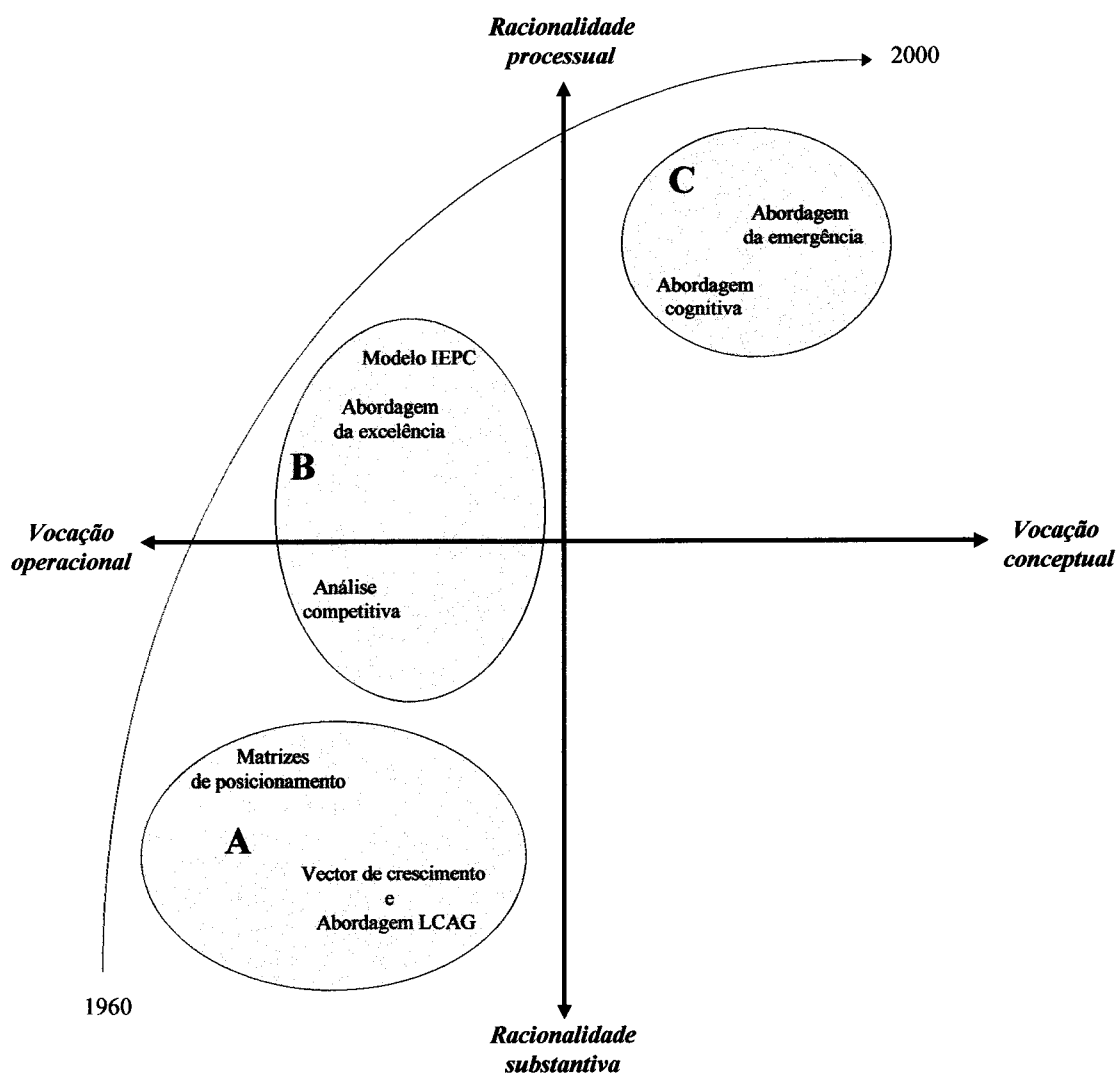 Racionalidade
processual
2000
C
Abordagem
da emergência
Abordagem
cognitiva
Modelo IEPC
Abordagem
da excelência
B
Vocação
operacional
Vocação
conceptual
Análise
competitiva
Matrizes
de posicionamento
A
Vector de crescimento
e
Abordagem LCAG
1960
Racionalidade
substantiva